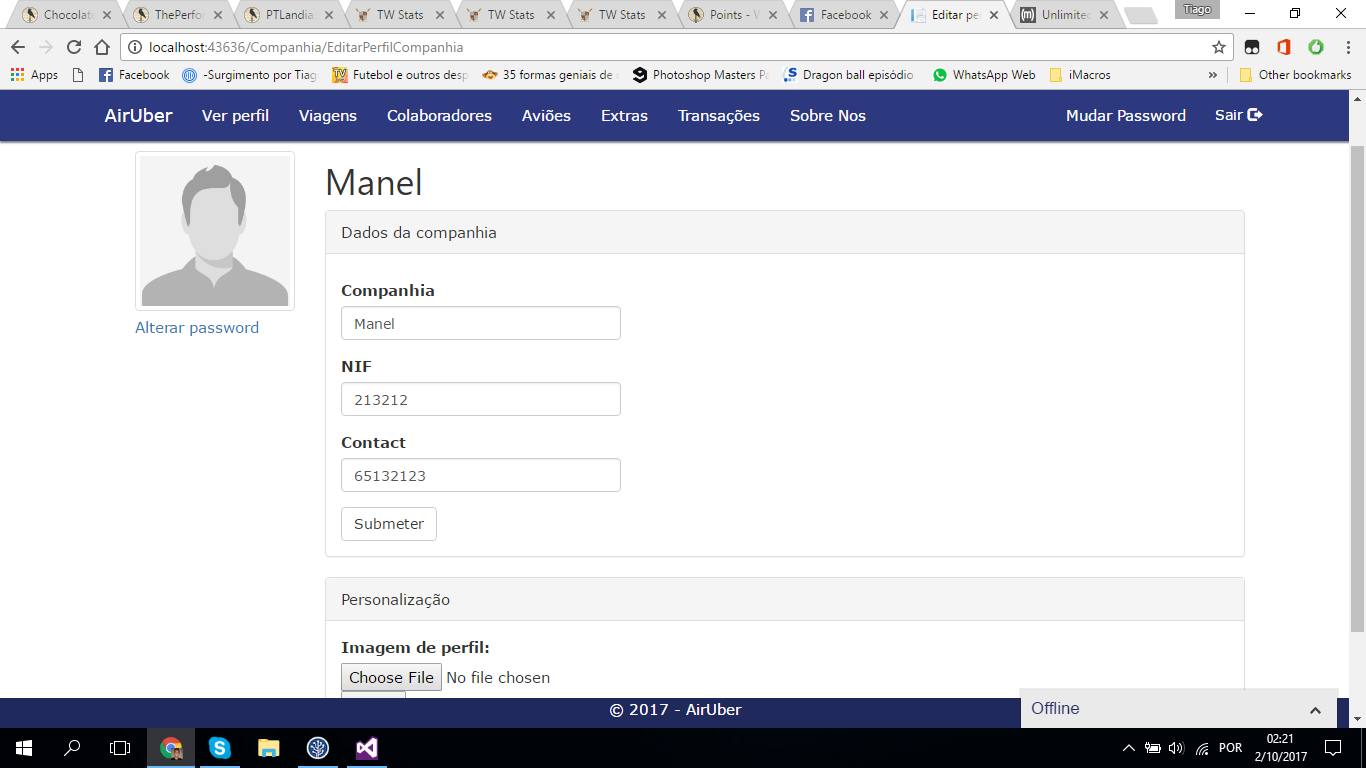 Chocolat
ThePerfor
PTLandia
TW Stats
TW Stats
TW Stats
Points - W
Facebook
Editar pe
Unlimited
Tiago
localhost:43636/Companhia/EditarPerfilCompanhia
Apps
Facebook
-Surgimento por Tiag
Futebol e outros desp
35 formas geniais de
Photoshop Masters P
Dragon ball episódio
WhatsApp Web
iMacros
»
Other bookmarks
AirUber
Ver perfil
Viagens
Colaboradores
Aviões
Extras
Transações
Sobre Nos
Mudar Password
Sair
Alterar password
Manel
Dados da companhia
Companhia
Manel
NIF
213212
Contact
65132123
Submeter
Personalização
Imagem de perfil:
Choose File No file chosen
© 2017 - AirUber
Offline
POR
02:21
2/10/2017